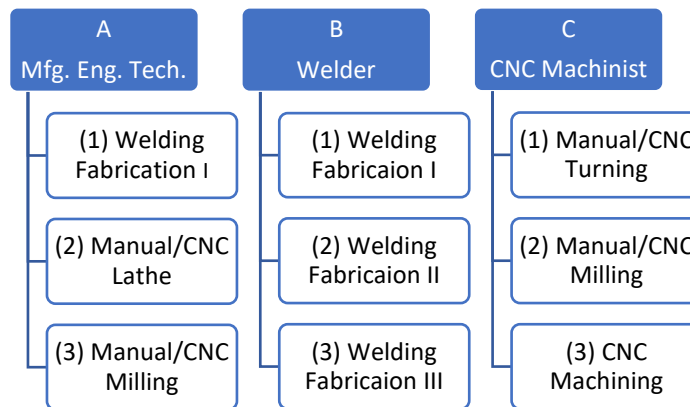 A
Mfg. Eng. Tech.
(1) Welding
Fabrication I
(2) Manual/CNC
Lathe
(3) Manual/CNC
Milling
B
Welder
(1) Welding
Fabricaion I
(2) Welding
Fabricaion II
(3) Welding
Fabricaion III
C
CNC Machinist
(1) Manual/CNC
Turning
(2) Manual/CNC
Milling
(3) CNC
Machining